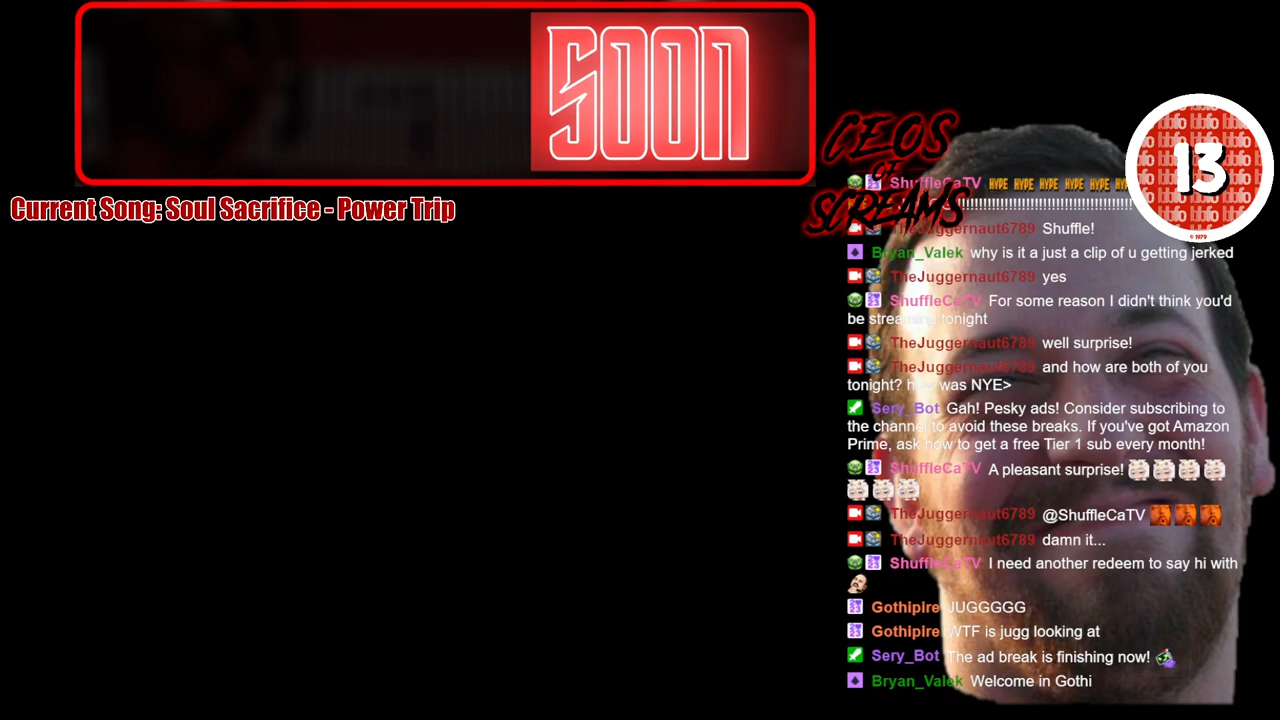 SOON
Current Song: Soul Sacrifice - Power Trip
CEOS
OF
SCREAMS
13
© 1979
ShuffleCaTV HYPE HYPE HYPE HYPE HYPE HYPE
!!!!!!!!!!!!!!!!!!!!!!!!!!!!!!!!!!!!
TheJuggernaut6789 Shuffle!
Bryan_Valek why is it a just a clip of u getting jerked
TheJuggernaut6789 yes
ShuffleCaTV For some reason I didn't think you'd
be streaming tonight
TheJuggernaut6789 well surprise!
TheJuggernaut6789 and how are both of you
tonight? how was NYE>
Sery_Bot Gah! Pesky ads! Consider subscribing to
the channel to avoid these breaks. If you've got Amazon
Prime, ask how to get a free Tier 1 sub every month!
ShuffleCaTV A pleasant surprise!
TheJuggernaut6789 @ShuffleCaTV
TheJuggernaut6789 damn it...
ShuffleCaTV I need another redeem to say hi with
Gothipire JUGGGGG
Gothipire WTF is jugg looking at
Sery_Bot The ad break is finishing now!
Bryan_Valek Welcome in Gothi